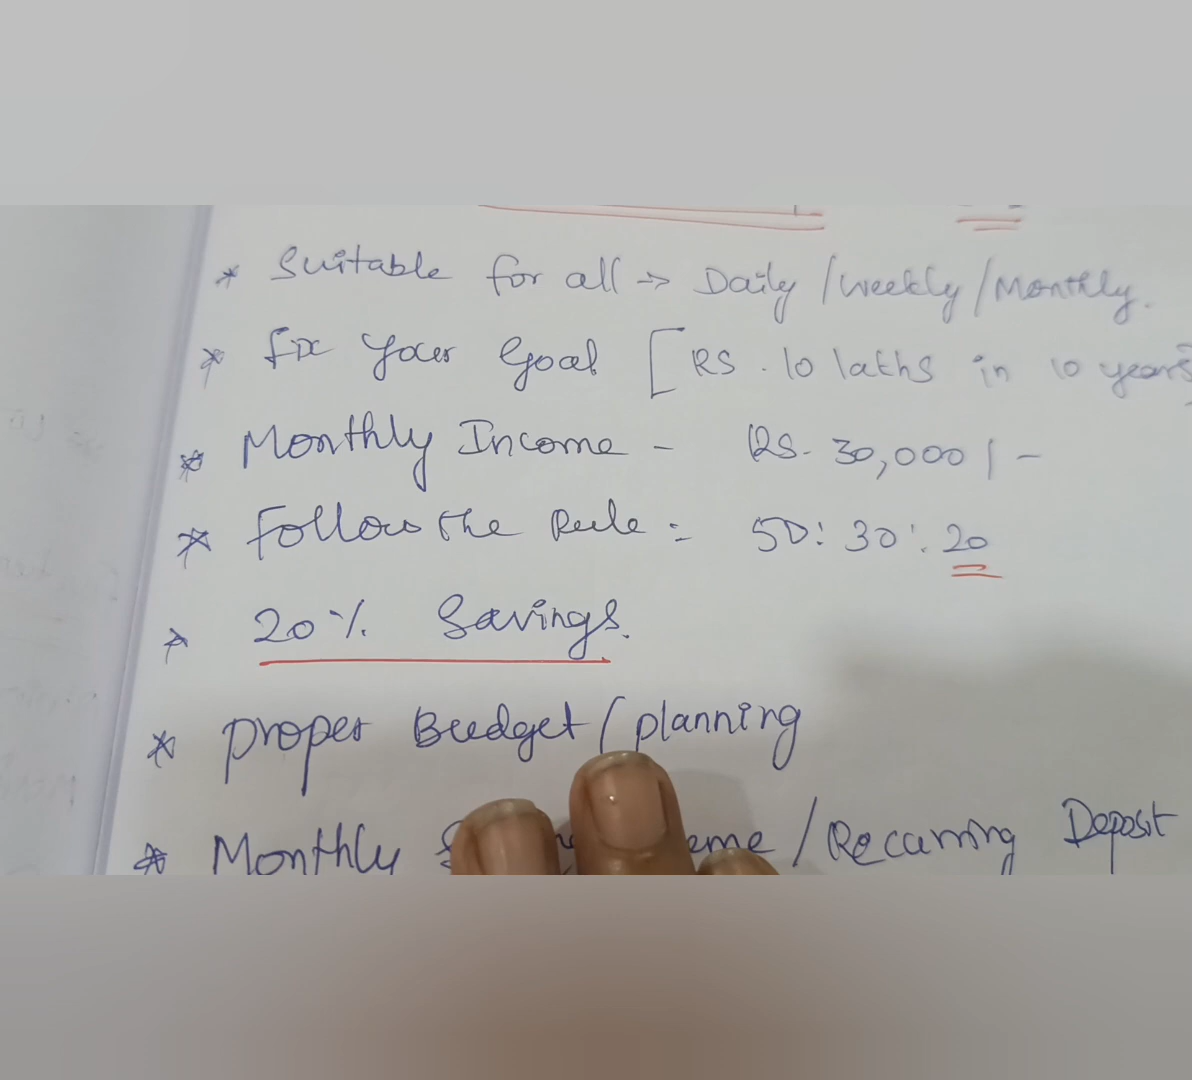 * Suitable for all -> Daily /weekly /Monthly.
* fix your Goal [RS. 10 lakhs in 10 years]
* Monthly Income - RS. 30,000/-
* Follow the Rule : 50 : 30 : 20
* 20% Savings.
* Proper Budget / planning
* Monthly / Recurring Deposit